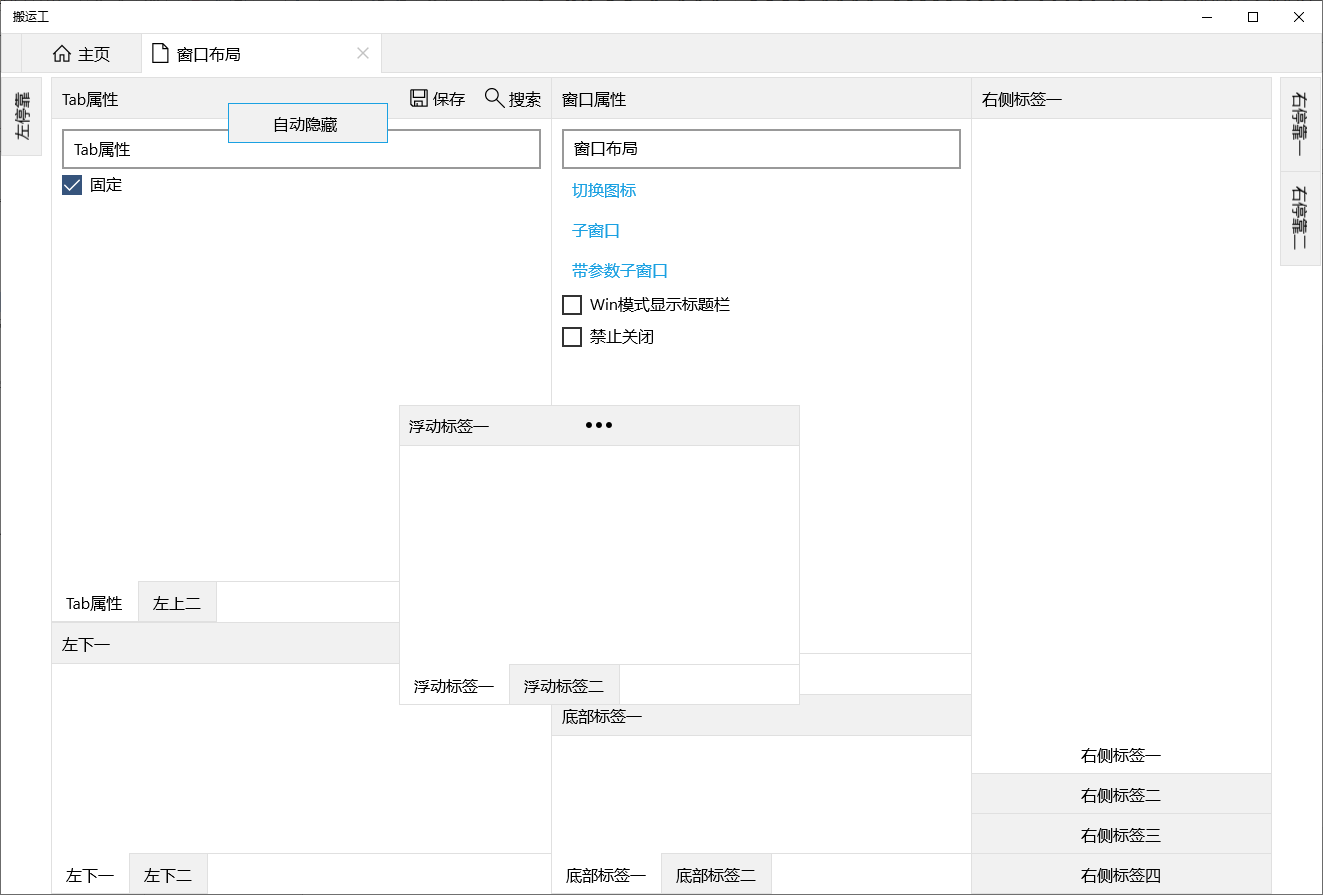 搬运工
主页
窗口布局
左停靠
Tab属性
保存
搜索
自动隐藏
Tab属性
固定
Tab属性
左上二
左下一
左下一
左下二
窗口属性
窗口布局
切换图标
子窗口
带参数子窗口
Win模式显示标题栏
禁止关闭
浮动标签一
浮动标签一
浮动标签二
底部标签一
底部标签一
底部标签二
右侧标签一
右侧标签一
右侧标签二
右侧标签三
右侧标签四
右停靠一
右停靠二